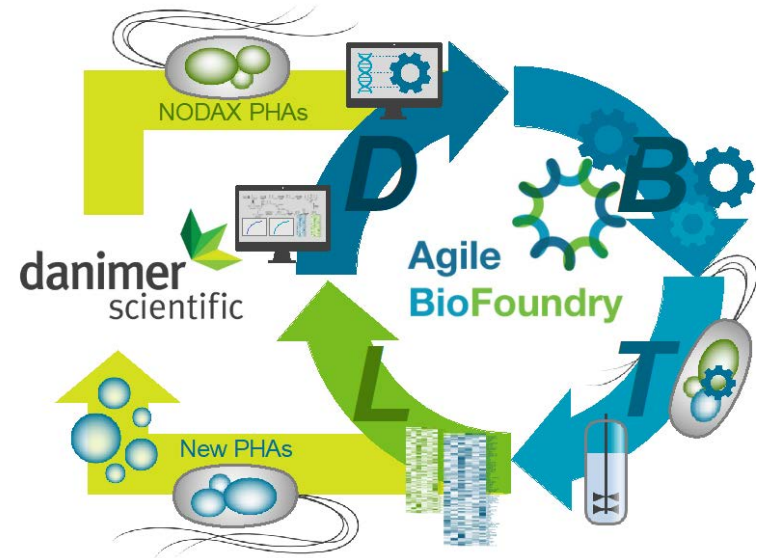 NODAX PHAs
D
B
danimer
scientific
Agile
BioFoundry
L
T
New PHAs